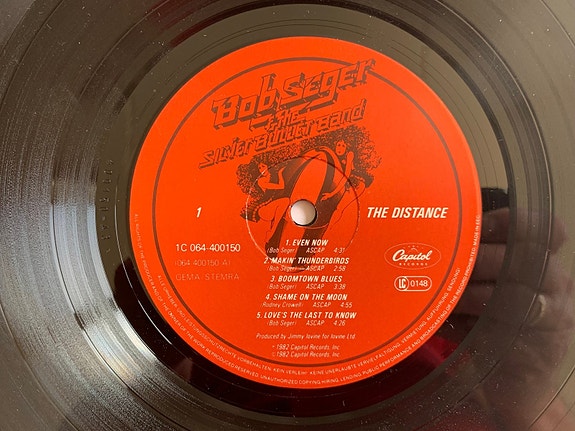 Bob Seger
& The
Silver Bullet Band
1
THE DISTANCE
1C 064-400150
(064 400150-A)
GEMA-STEMRA
1. EVEN NOW
(Bob Seger) ASCAP 4:31
2. MAKIN' THUNDERBIRDS
(Bob Seger) ASCAP 2:58
3. BOOMTOWN BLUES
(Bob Seger) ASCAP 3:38
4. SHAME ON THE MOON
(Rodney Crowell) ASCAP 4:55
5. LOVE'S THE LAST TO KNOW
(Bob Seger) ASCAP 4:26
Produced by Jimmy Iovine for Iovine Ltd.
℗ 1982 Capitol Records, Inc.
© 1982 Capitol Records, Inc.
Capitol
RECORDS
LC 0148